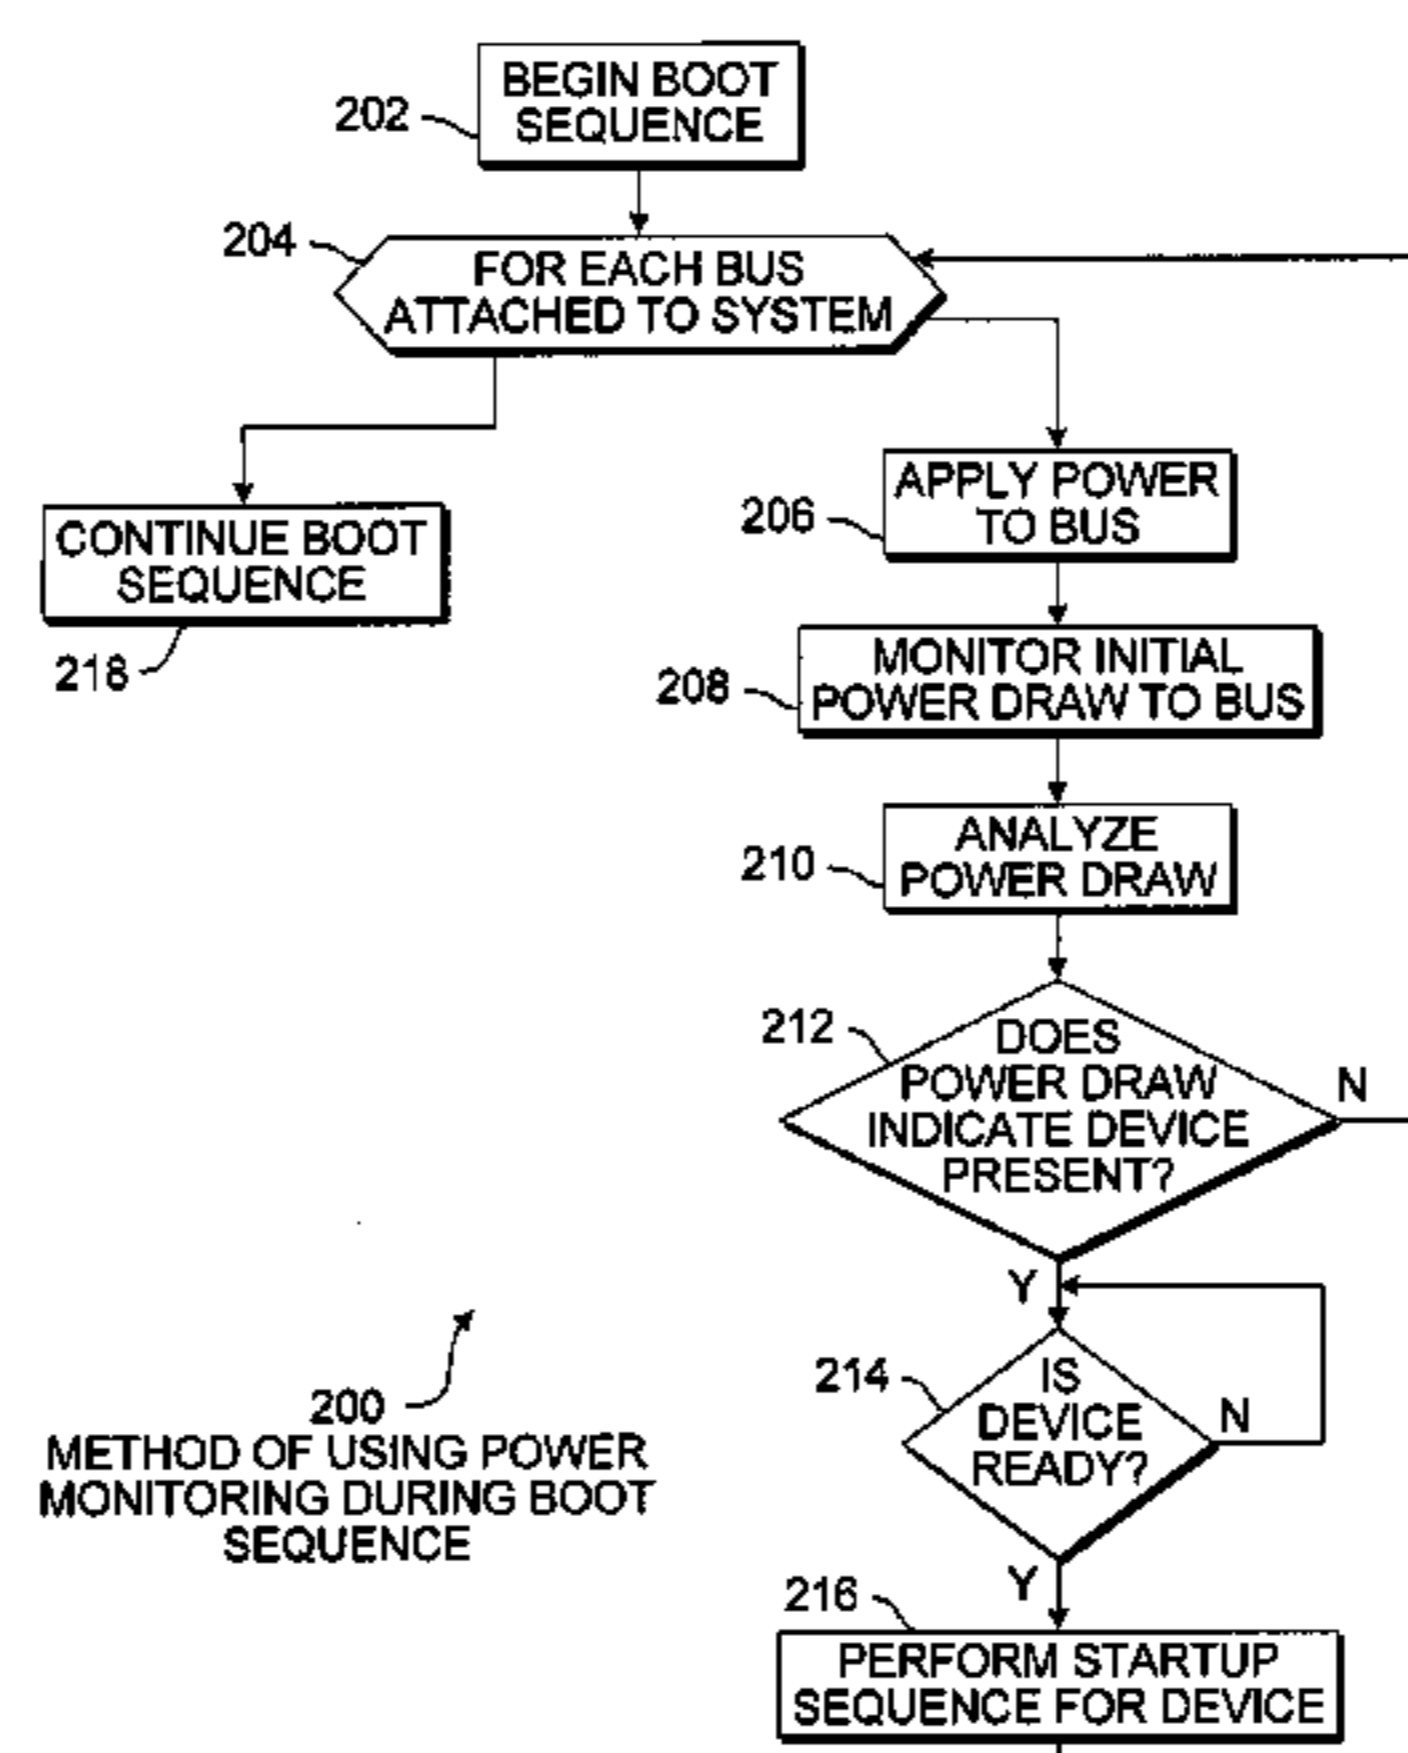 BEGIN BOOT
SEQUENCE
202
204
FOR EACH BUS
ATTACHED TO SYSTEM
CONTINUE BOOT
SEQUENCE
218
APPLY POWER
TO BUS
206
MONITOR INITIAL
POWER DRAW TO BUS
208
ANALYZE
POWER DRAW
210
212
DOES
POWER DRAW
INDICATE DEVICE
PRESENT?
N
Y
214
IS
DEVICE
READY?
N
Y
216
PERFORM STARTUP
SEQUENCE FOR DEVICE
200
METHOD OF USING POWER
MONITORING DURING BOOT
SEQUENCE